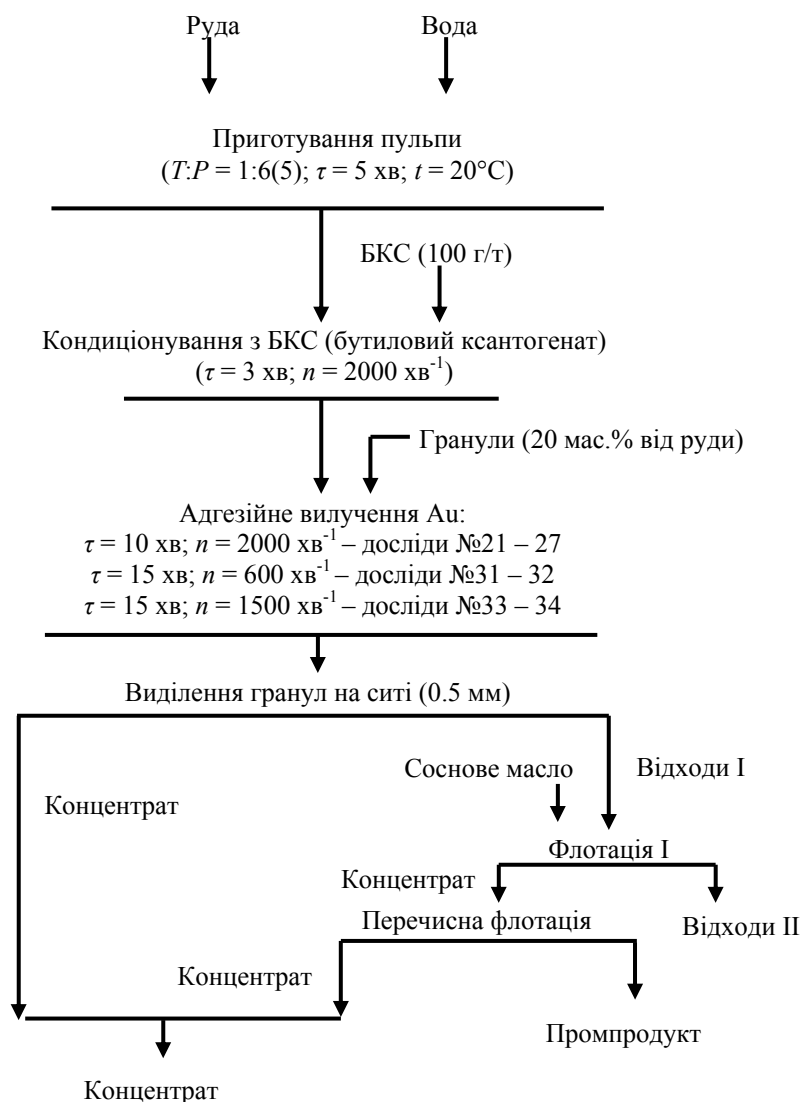 Руда
Вода
Приготування пульпи
(T:P = 1:6(5); τ = 5 хв; t = 20°C)
БКС (100 г/т)
Кондиціонування з БКС (бутиловий ксантогенат)
(τ = 3 хв; n = 2000 хв⁻¹)
Гранули (20 мас.% від руди)
Адгезійне вилучення Au:
τ = 10 хв; n = 2000 хв⁻¹ – досліди №21 – 27
τ = 15 хв; n = 600 хв⁻¹ – досліди №31 – 32
τ = 15 хв; n = 1500 хв⁻¹ – досліди №33 – 34
Виділення гранул на ситі (0.5 мм)
Соснове масло
Відходи I
Концентрат
Флотація I
Концентрат
Перечисна флотація
Відходи II
Концентрат
Промпродукт
Концентрат